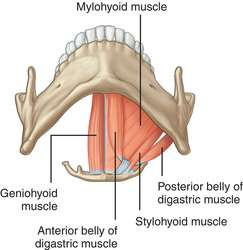 Mylohyoid muscle
Geniohyoid
muscle
Anterior belly of
digastric muscle
Stylohyoid muscle
Posterior belly of
digastric muscle